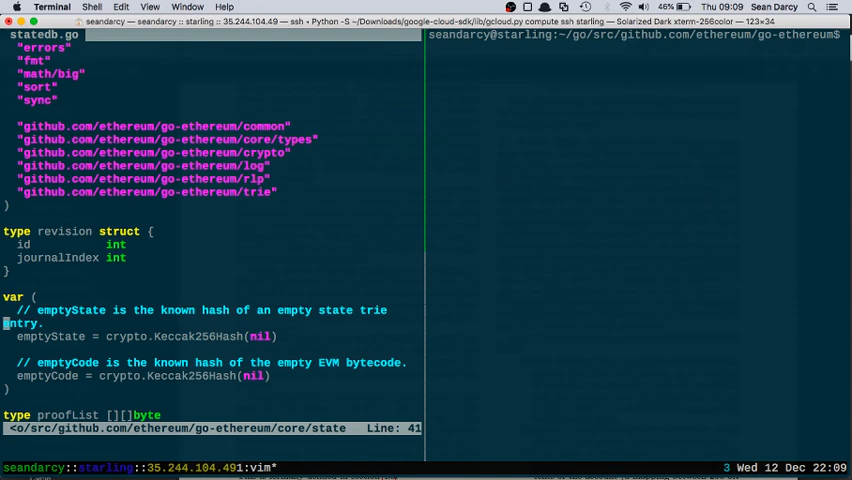 Terminal Shell Edit View Window Help 46% Thu 09:09 Sean Darcy
seandarcy — seandarcy :: starling :: 35.244.104.49 — ssh • Python -S ~/Downloads/google-cloud-sdk/lib/gcloud.py compute ssh starling — Solarized Dark xterm-256color — 123×34
statedb.go
"errors"
"fmt"
"math/big"
"sort"
"sync"
"github.com/ethereum/go-ethereum/common"
"github.com/ethereum/go-ethereum/core/types"
"github.com/ethereum/go-ethereum/crypto"
"github.com/ethereum/go-ethereum/log"
"github.com/ethereum/go-ethereum/rlp"
"github.com/ethereum/go-ethereum/trie"
)
type revision struct {
id int
journalIndex int
}
var (
// emptyState is the known hash of an empty state trie
entry.
emptyState = crypto.Keccak256Hash(nil)
// emptyCode is the known hash of the empty EVM bytecode.
emptyCode = crypto.Keccak256Hash(nil)
)
type proofList [][]byte
<o/src/github.com/ethereum/go-ethereum/core/state Line: 41
seandarcy@starling:~/go/src/github.com/ethereum/go-ethereum$
seandarcy::starling::35.244.104.491:vim* 3 Wed 12 Dec 22:09